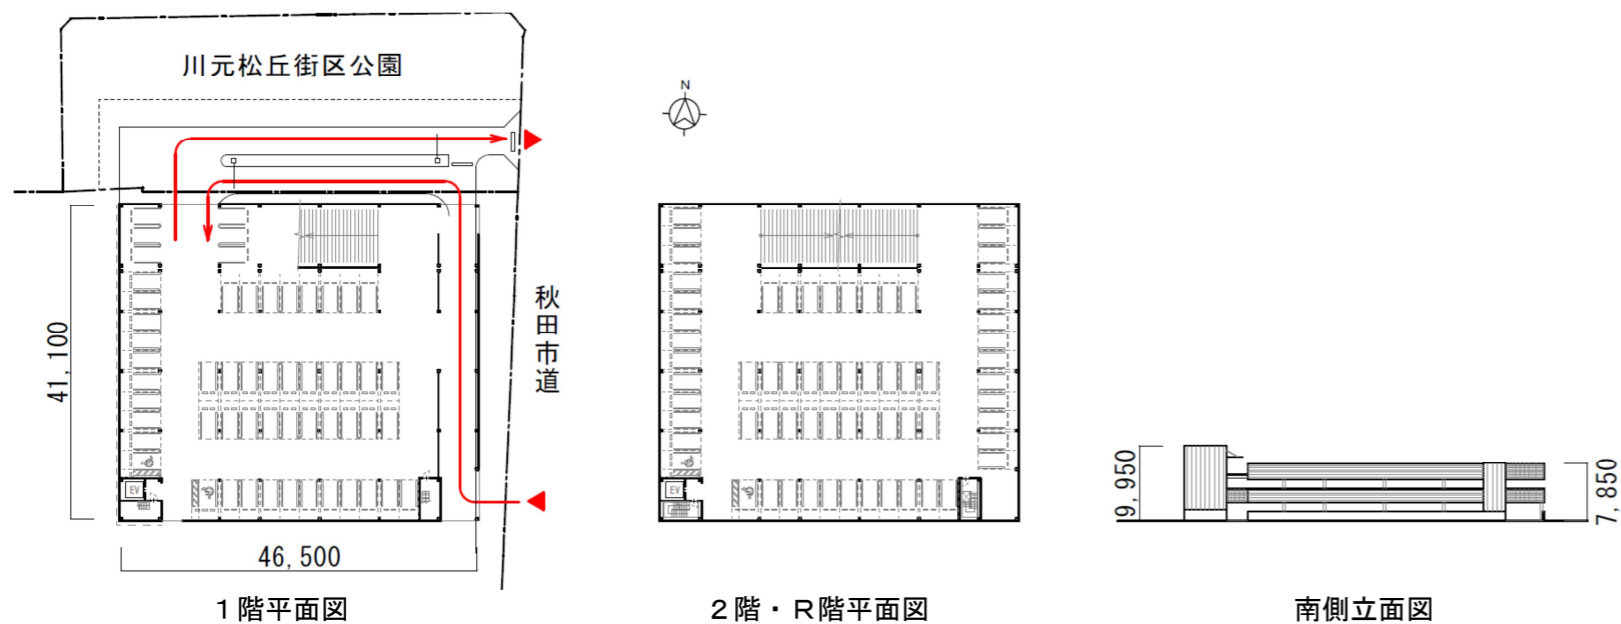 川元松丘街区公園
N
秋田市道
41,100
EV
46,500
1階平面図
EV
2階・R階平面図
9,950
7,850
南側立面図